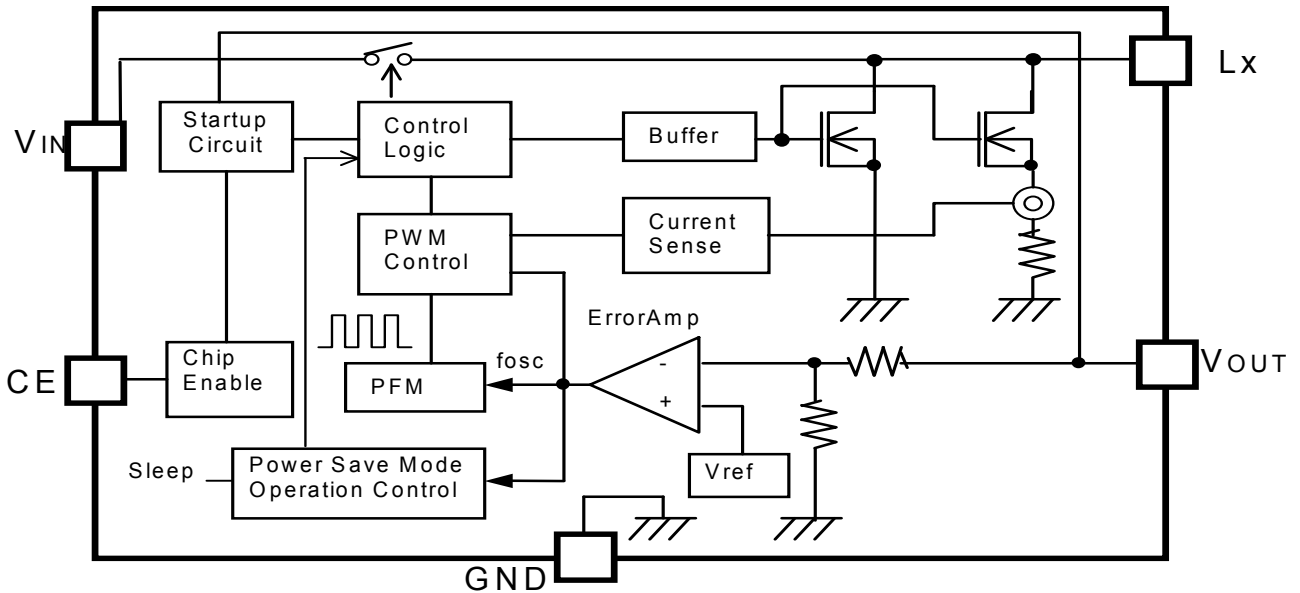 Lx
Startup
Circuit
Control
Logic
Buffer
VIN
Current
Sense
PWM
Control
ErrorAmp
Chip
Enable
CE
fosc
PFM
-
+
VOUT
Sleep
Power Save Mode
Operation Control
Vref
GND